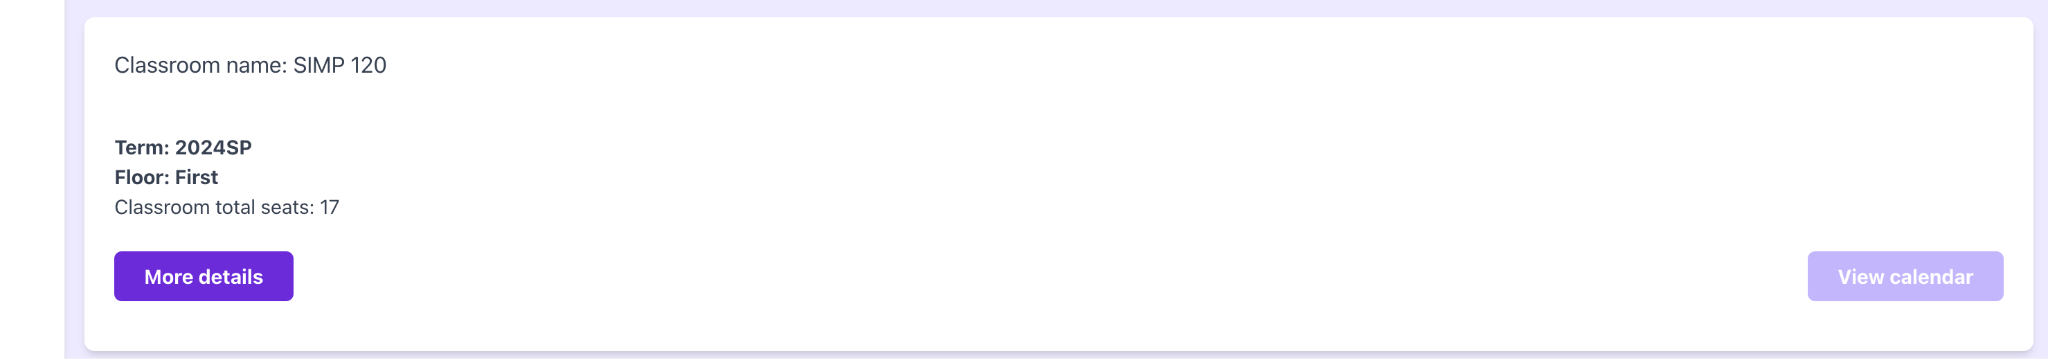 Classroom name: SIMP 120
Term: 2024SP
Floor: First
Classroom total seats: 17
More details
View calendar